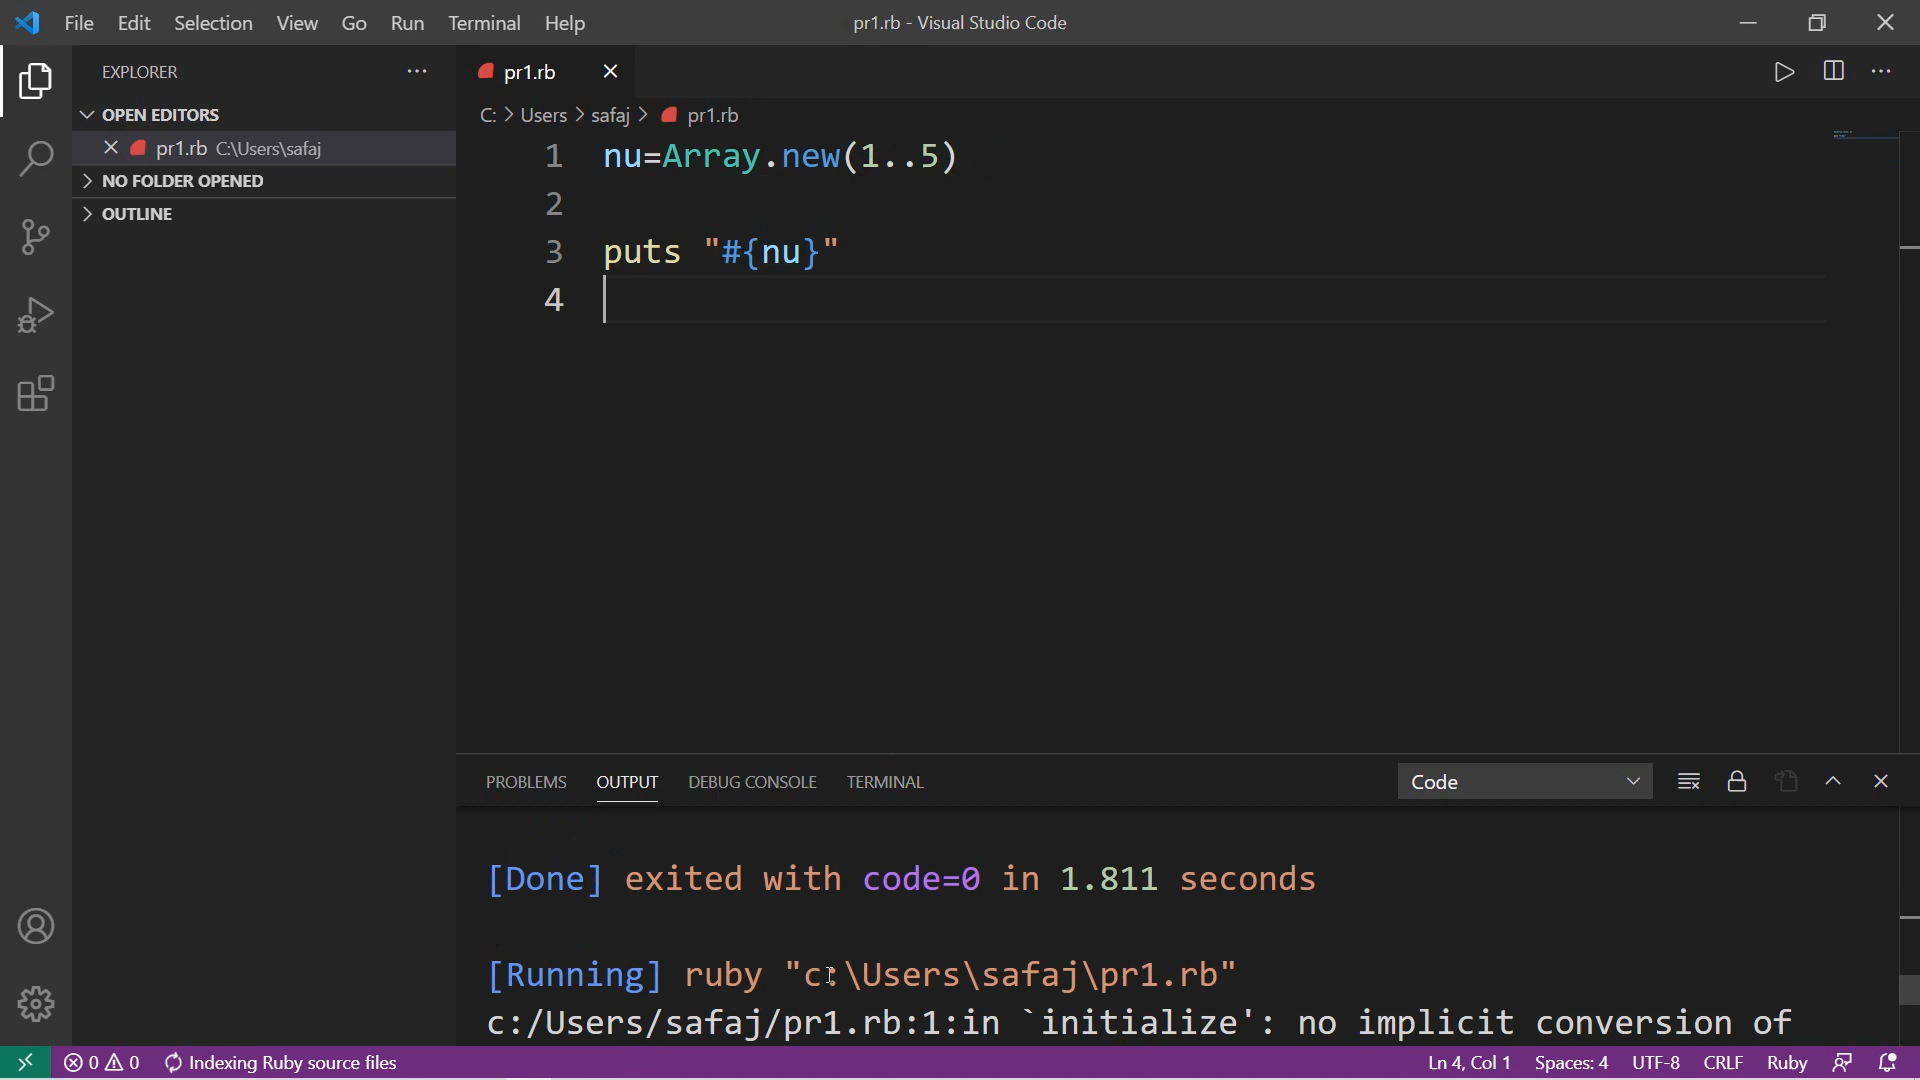 File Edit Selection View Go Run Terminal Help pr1.rb - Visual Studio Code
EXPLORER
OPEN EDITORS
pr1.rb C:\Users\safaj
NO FOLDER OPENED
OUTLINE
pr1.rb
C: > Users > safaj > pr1.rb
1 nu=Array.new(1..5)
2
3 puts "#{nu}"
4
PROBLEMS OUTPUT DEBUG CONSOLE TERMINAL Code
[Done] exited with code=0 in 1.811 seconds
[Running] ruby "c:\Users\safaj\pr1.rb"
c:/Users/safaj/pr1.rb:1:in `initialize': no implicit conversion of
0 0 Indexing Ruby source files Ln 4, Col 1 Spaces: 4 UTF-8 CRLF Ruby